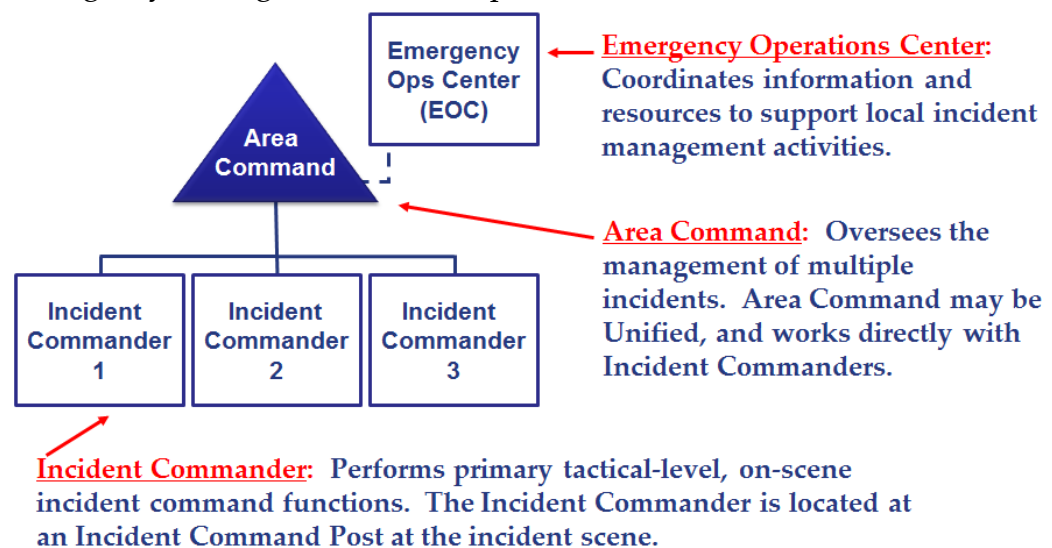 Emergency
Ops Center
(EOC)
Emergency Operations Center:
Coordinates information and
resources to support local incident
management activities.
Area
Command
Area Command:  Oversees the
management of multiple
incidents.  Area Command may be
Unified, and works directly with
Incident Commanders.
Incident
Commander
1
Incident
Commander
2
Incident
Commander
3
Incident Commander:  Performs primary tactical-level, on-scene
incident command functions.  The Incident Commander is located at
an Incident Command Post at the incident scene.